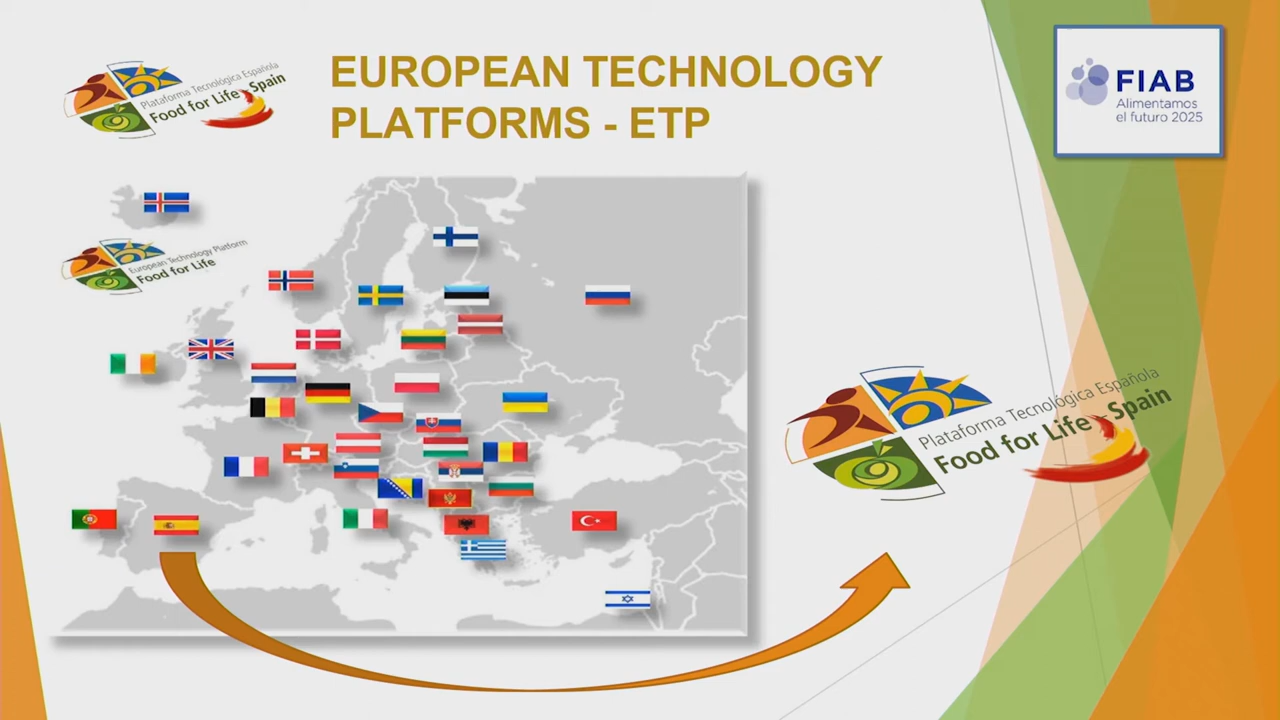 Plataforma Tecnológica Española
Food for Life - Spain
EUROPEAN TECHNOLOGY
PLATFORMS - ETP
FIAB
Alimentamos
el futuro 2025
European Technology Platform
Food for Life
Plataforma Tecnológica Española
Food for Life - Spain